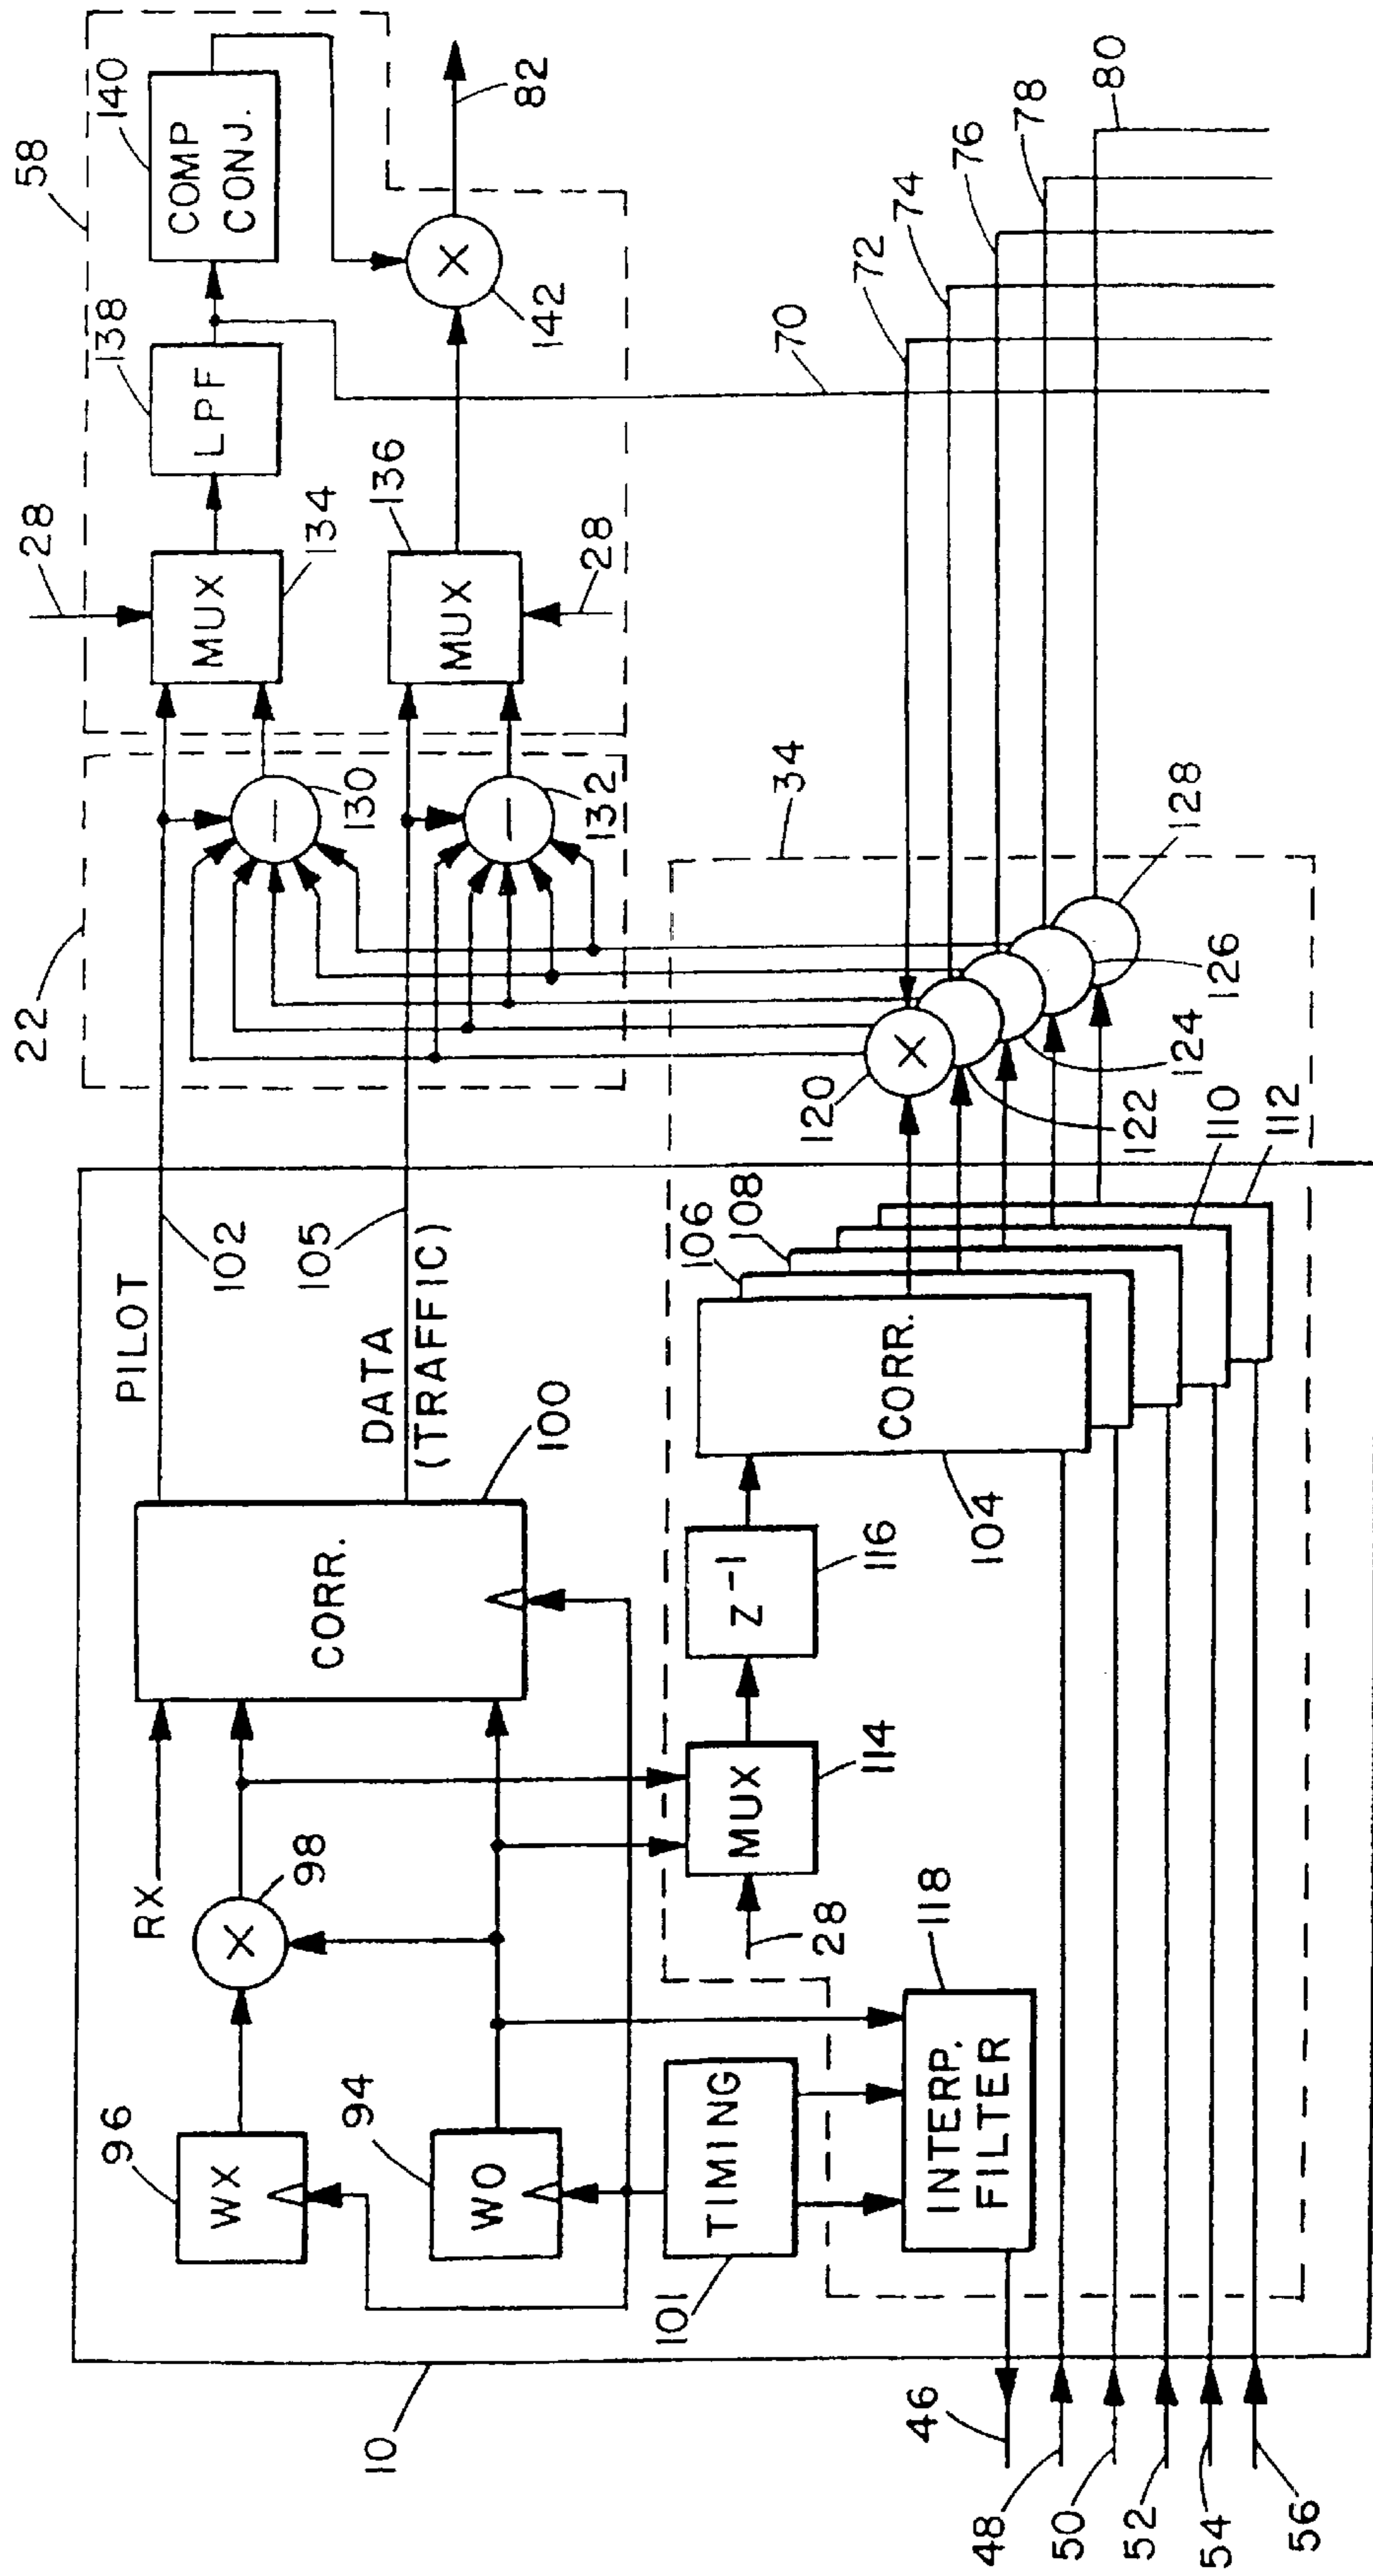 58
140
COMP
CONJ.
82
28
138
LPF
142
MUX
134
136
MUX
28
70
72
74
76
78
80
22
130
132
34
128
126
124
122
120
PILOT
102
105
DATA
(TRAFFIC)
100
CORR.
RX
98
96
WX
94
WO
TIMING
101
10
106
108
110
112
CORR.
104
Z-1
116
MUX
114
28
118
INTERP.
FILTER
46
48
50
52
54
56